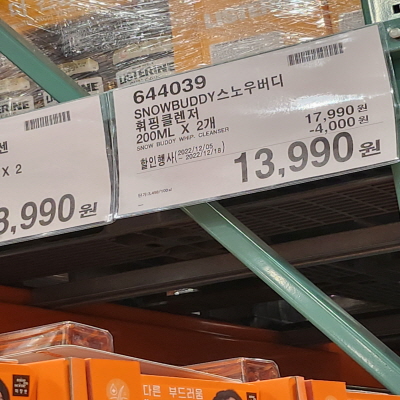 644039
SNOWBUDDY스노우버디
휘핑클렌저
200ML X 2개
SNOW BUDDY WHIP CLEANSER
17,990 원
-4,000 원
할인행사 (2022/12/05 ~ 2022/12/18)
13,990 원
센
X 2
3,990 원
LISTERINE
다른 부드러움